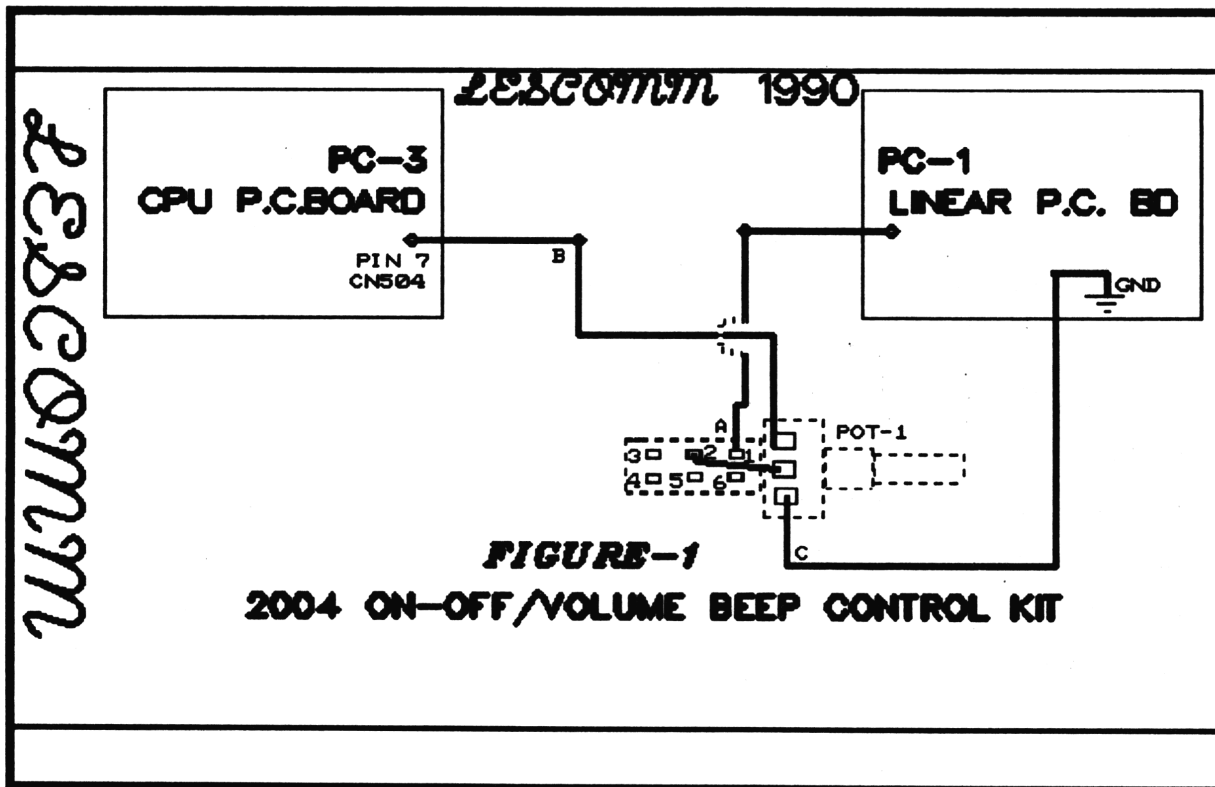 LESCOMM 1990
LESCOMM
PC-3
CPU P.C.BOARD
PIN 7
CN504
B
PC-1
LINEAR P.C. BD
GND
A
POT-1
3 2 1
4 5 6
C
FIGURE-1
2004 ON-OFF/VOLUME BEEP CONTROL KIT